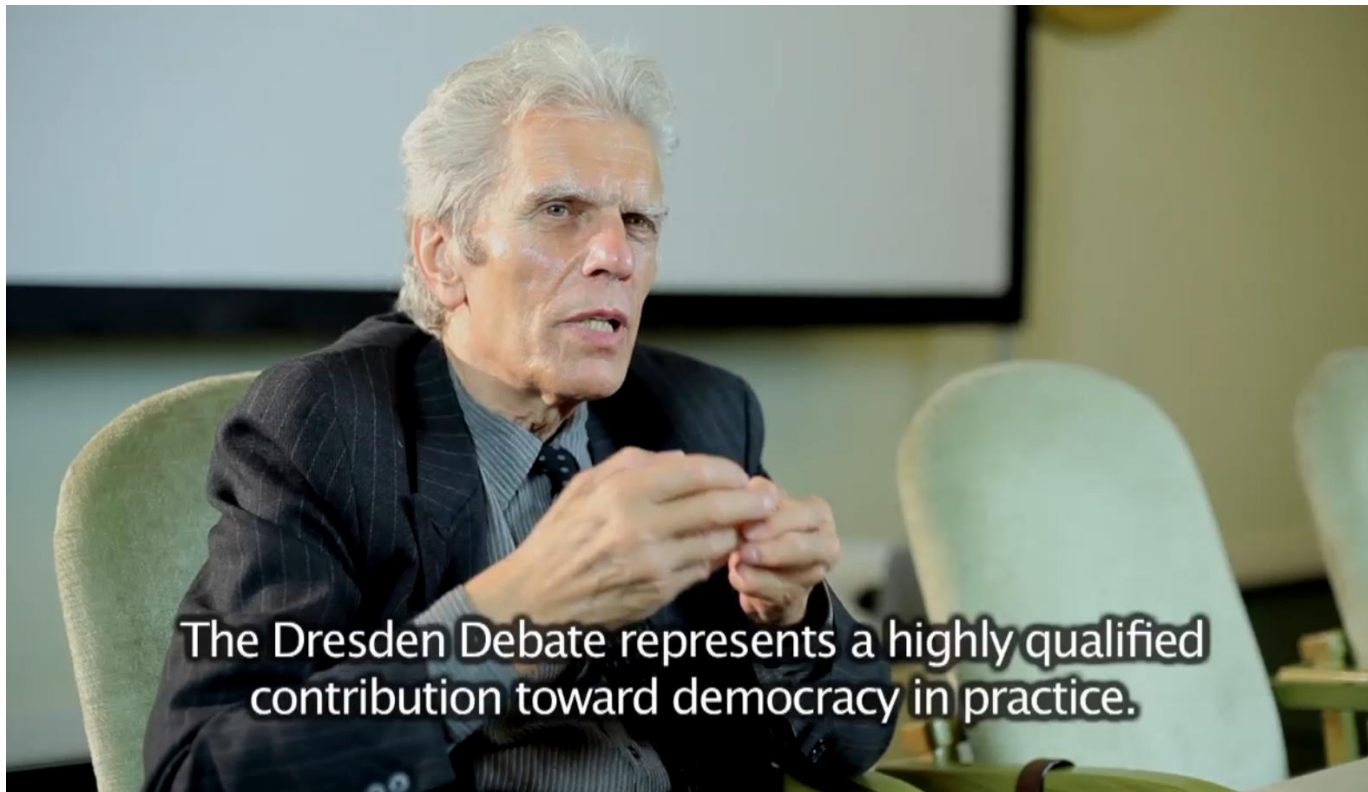 The Dresden Debate represents a highly qualified
contribution toward democracy in practice.